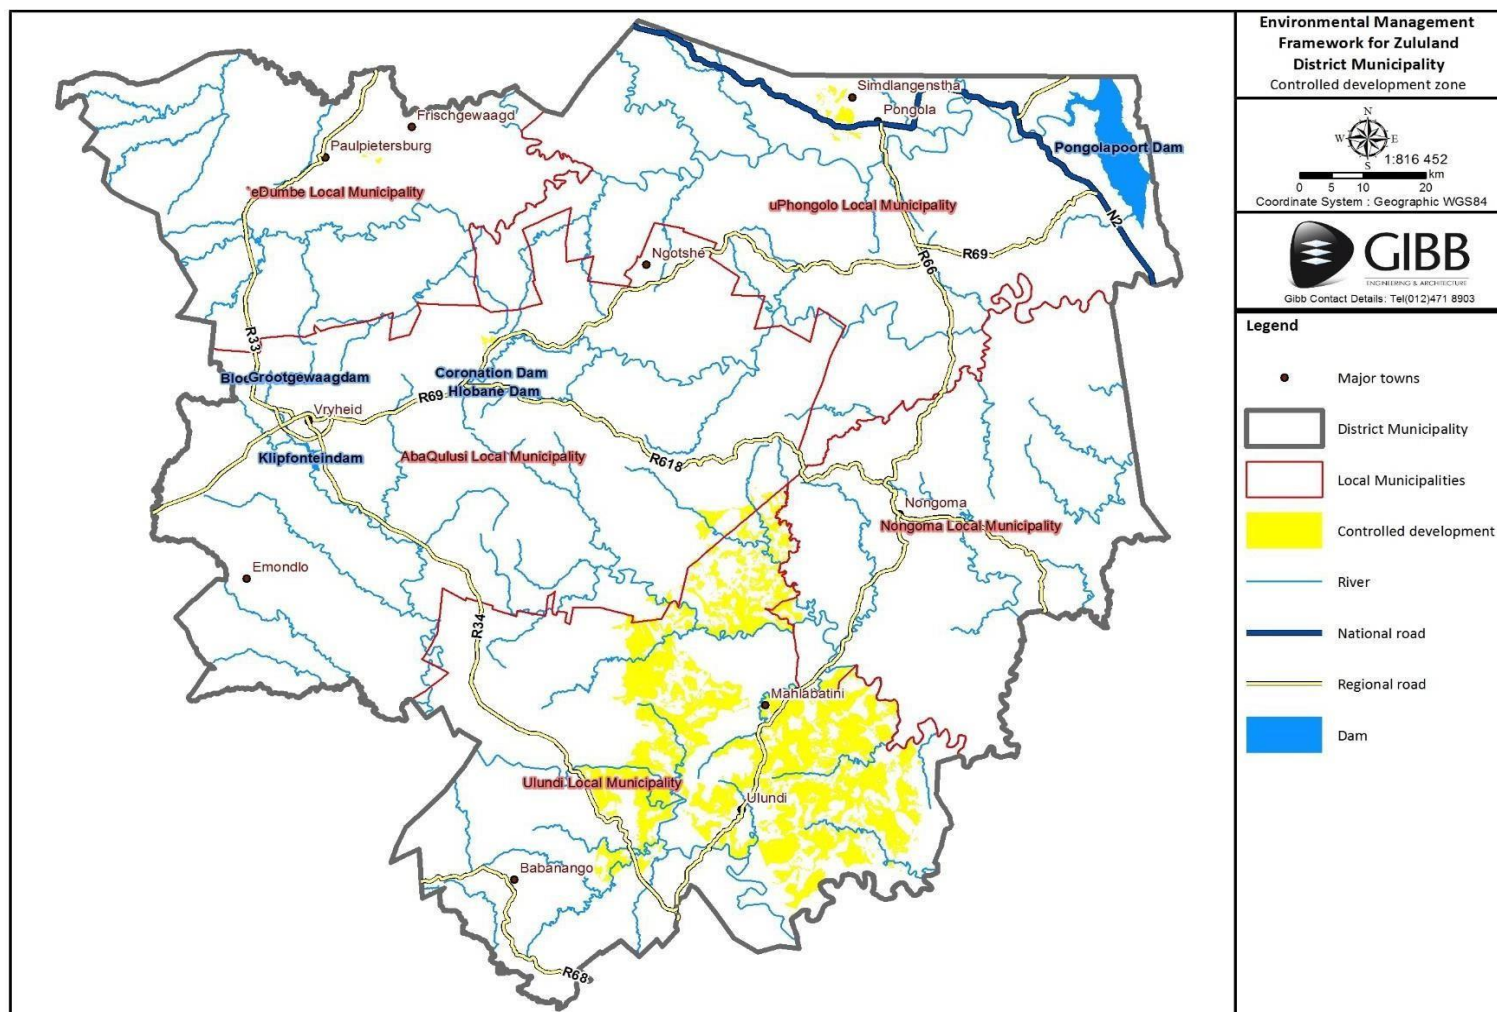 Simdlangenstha
Pongola
Frischgewaagd
Paulpietersburg
Pongolapoort Dam
eDumbe Local Municipality
uPhongolo Local Municipality
N2
Ngotshe
R69
R66
R33
Grootgewaagdam
Coronation Dam
Hlobane Dam
R69
Vryheid
Klipfonteindam
AbaQulusi Local Municipality
R618
Nongoma
Nongoma Local Municipality
Emondlo
R34
Mahlabatini
Ulundi Local Municipality
Ulundi
Babanango
R68
Environmental Management
Framework for Zululand
District Municipality
Controlled development zone
N
W E
S
1:816 452
km
0 5 10 20
Coordinate System : Geographic WGS84
GIBB
ENGINEERING & ARCHITECTURE
Gibb Contact Details: Tel(012)471 8903
Legend
Major towns
District Municipality
Local Municipalities
Controlled development
River
National road
Regional road
Dam